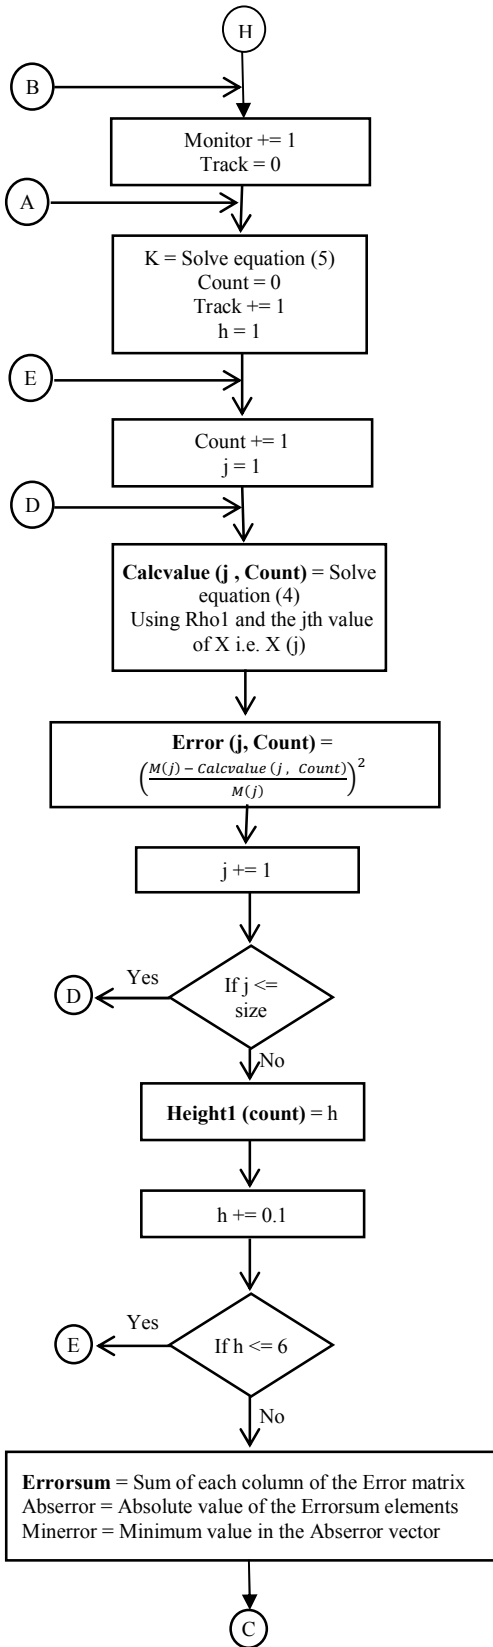 H
B
Monitor += 1
Track = 0
A
K = Solve equation (5)
Count = 0
Track += 1
h = 1
E
Count += 1
j = 1
D
Calcvalue (j , Count) = Solve
equation (4)
Using Rho1 and the jth value
of X i.e. X (j)
Error (j, Count) =
(M(j) − Calcvalue (j , Count) / M(j))^2
j += 1
If j <=
size
Yes
D
No
Height1 (count) = h
h += 0.1
If h <= 6
Yes
E
No
Errorsum = Sum of each column of the Error matrix
Abserror = Absolute value of the Errorsum elements
Minerror = Minimum value in the Abserror vector
C